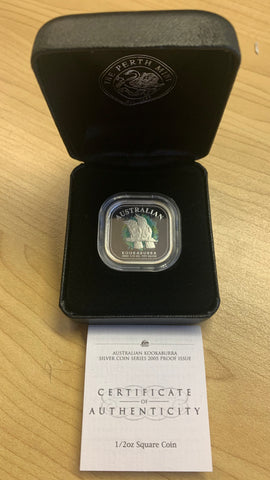 THE PERTH MINT
AUSTRALIA
AUSTRALIAN
KOOKABURRA
AUSTRALIAN KOOKABURRA
SILVER COIN SERIES 2005 PROOF ISSUE
CERTIFICATE
OF
AUTHENTICITY
1/2oz Square Coin